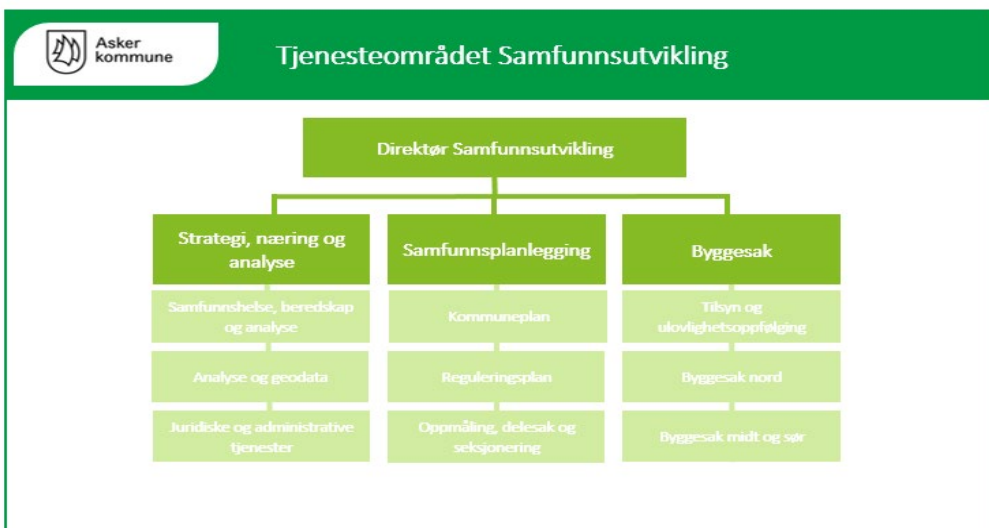 Asker
kommune
Tjenesteområdet Samfunnsutvikling
Direktør Samfunnsutvikling
Strategi, næring og
analyse
Samfunnshelse, beredskap
og analyse
Analyse og geodata
Juridiske og administrative
tjenester
Samfunnsplanlegging
Kommuneplan
Reguleringsplan
Oppmåling, delesak og
seksjonering
Byggesak
Tilsyn og
ulovlighetsoppfølging
Byggesak nord
Byggesak midt og sør